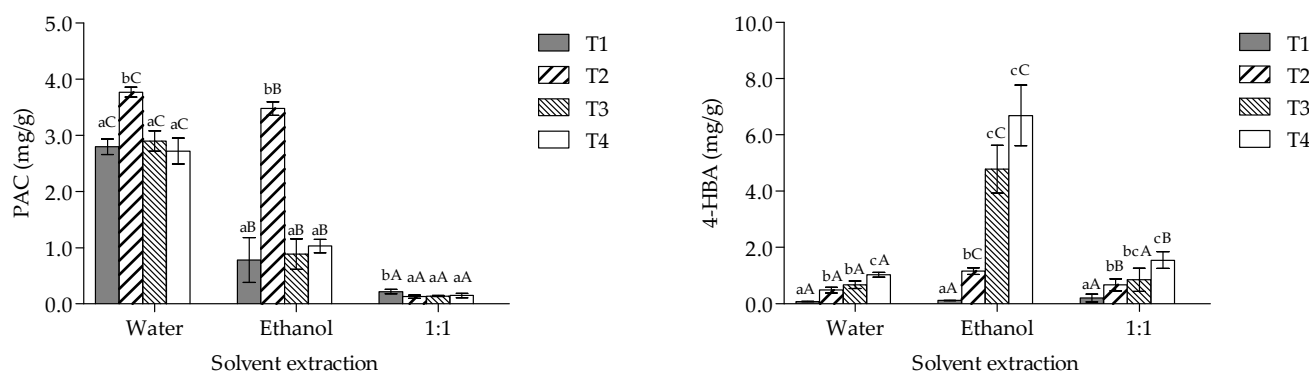 5.0
4.0
3.0
2.0
1.0
0.0
PAC (mg/g)
aC
bC
aC
aC
aB
bB
aB
aB
bA
aA
aA
aA
Water
Ethanol
1:1
Solvent extraction
T1
T2
T3
T4
10.0
8.0
6.0
4.0
2.0
0.0
4-HBA (mg/g)
aA
bA
bA
cA
aA
bC
cC
cC
aA
bB
bcA
cB
Water
Ethanol
1:1
Solvent extraction
T1
T2
T3
T4